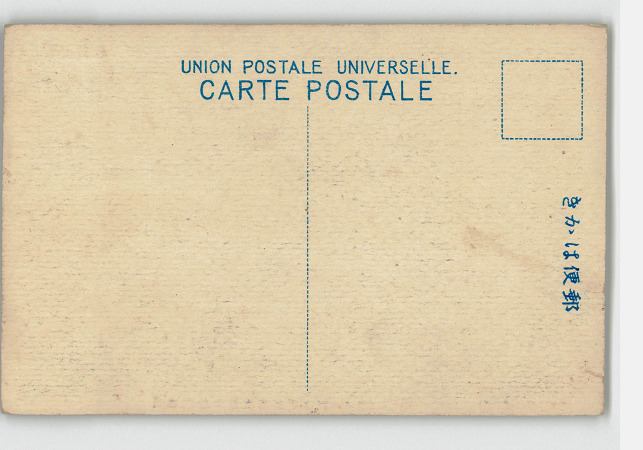 UNION POSTALE UNIVERSELLE.
CARTE POSTALE
郵便はかき